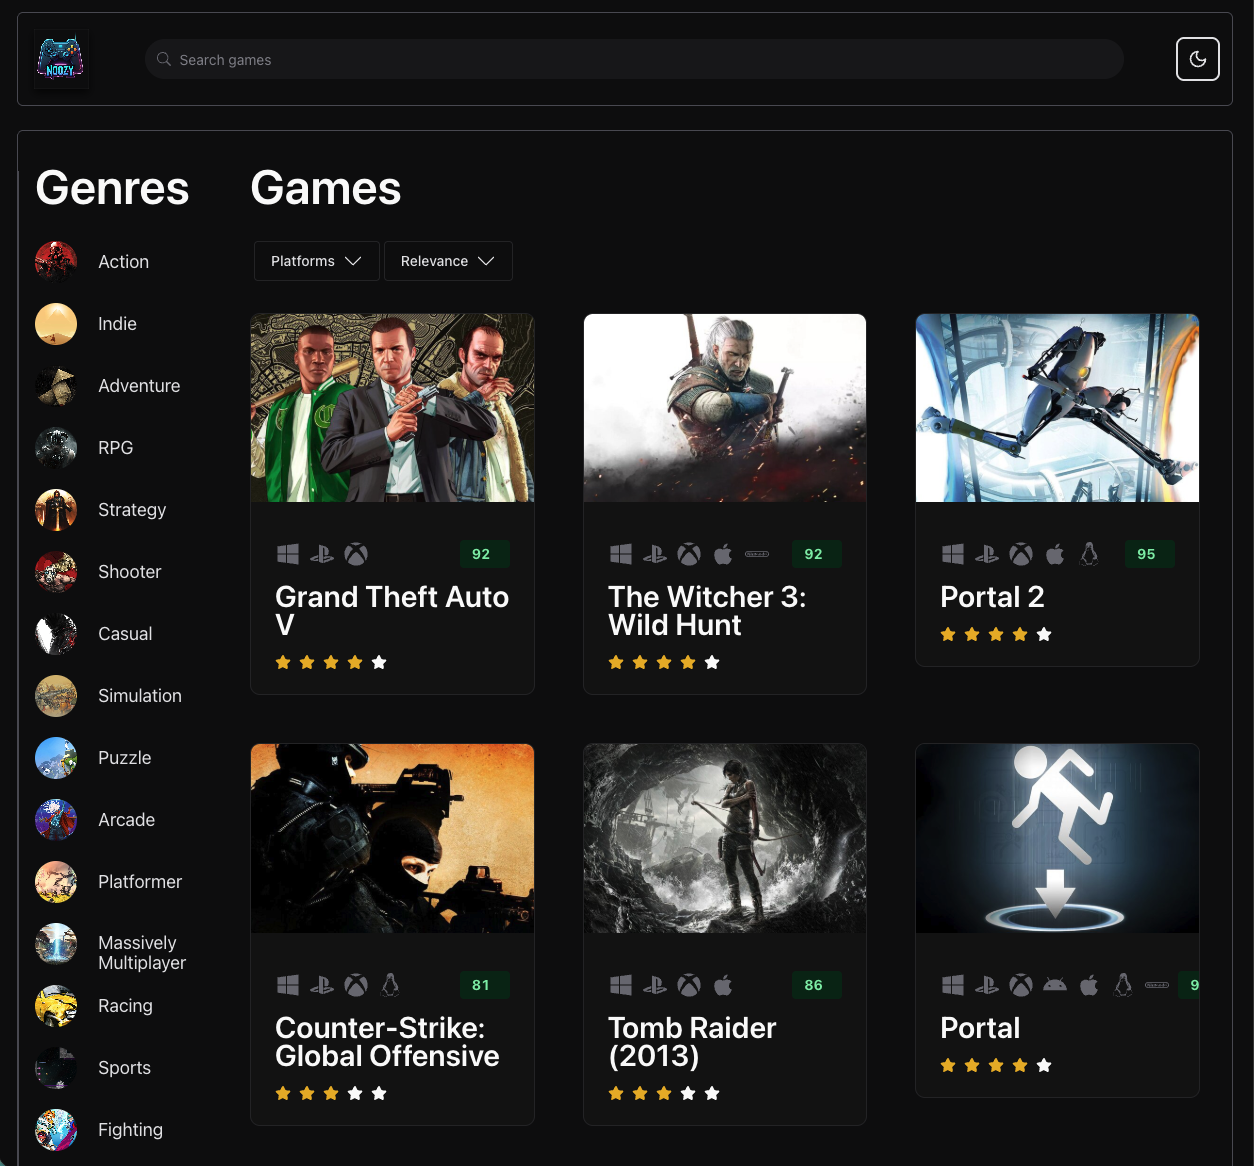 NOOZY
Search games
Genres
Games
Action
Indie
Adventure
RPG
Strategy
Shooter
Casual
Simulation
Puzzle
Arcade
Platformer
Massively
Multiplayer
Racing
Sports
Fighting
Platforms
Relevance
92
Grand Theft Auto
V
92
The Witcher 3:
Wild Hunt
95
Portal 2
81
Counter-Strike:
Global Offensive
86
Tomb Raider
(2013)
9
Portal